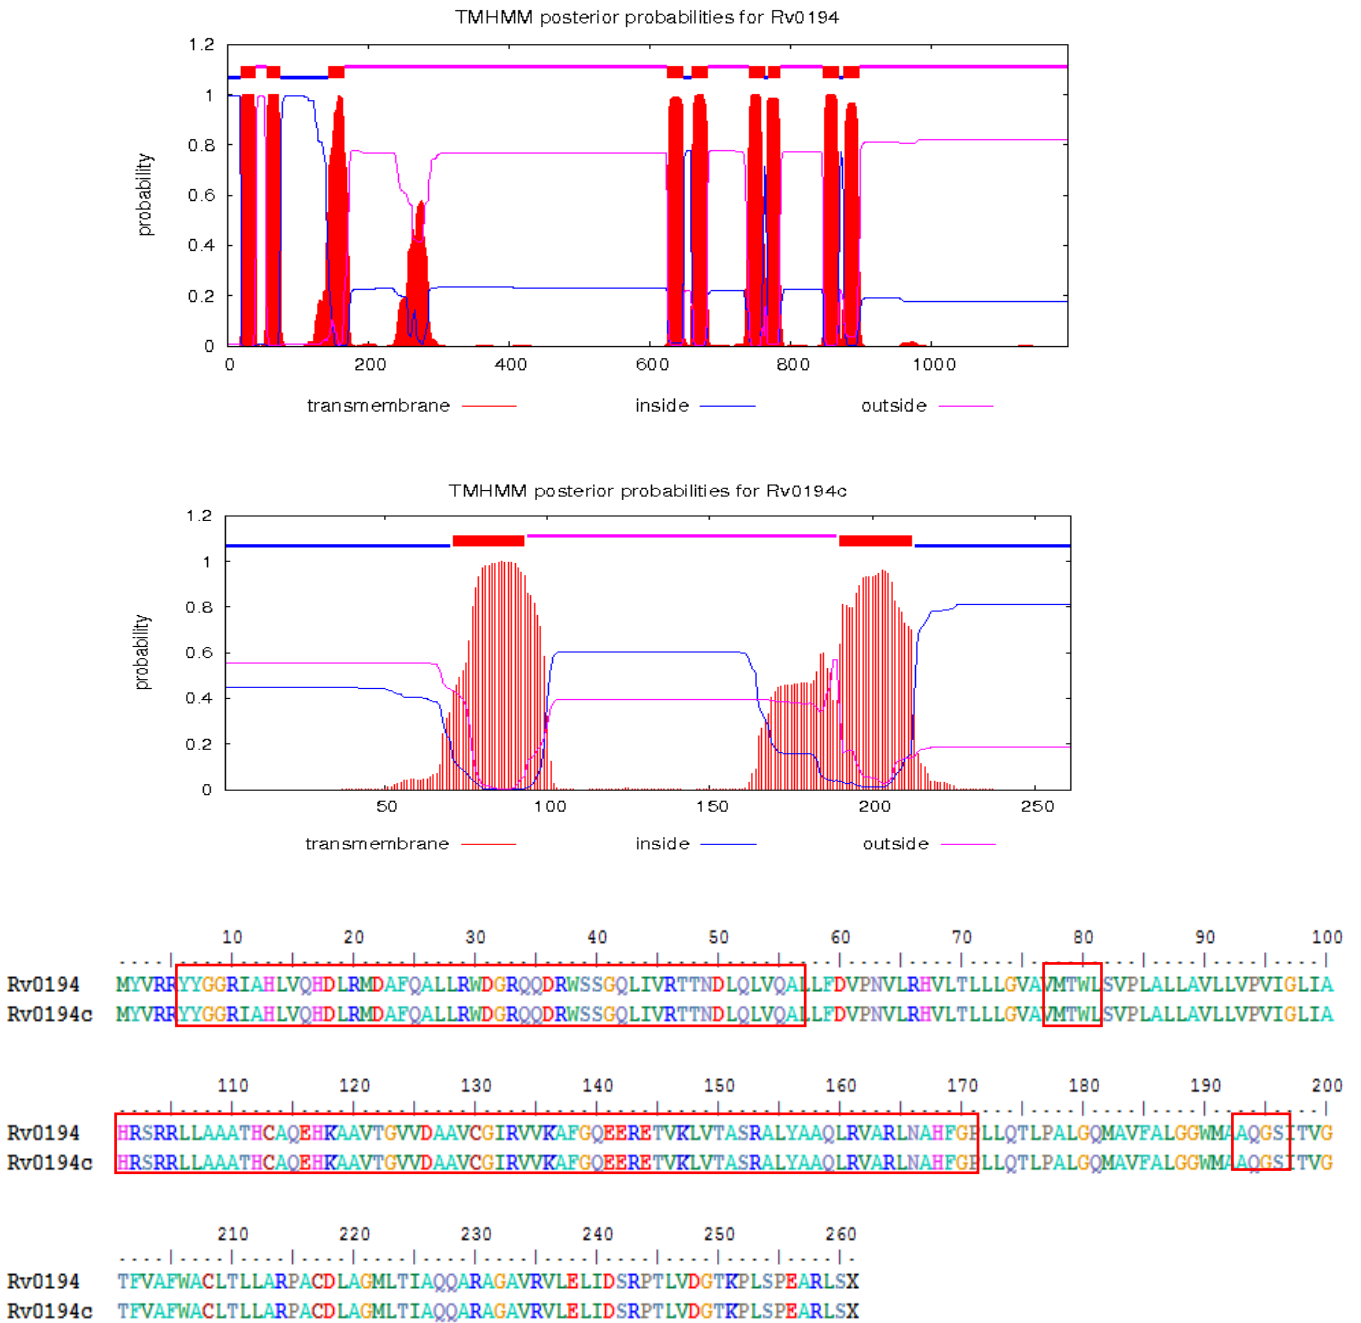 TMHMM posterior probabilities for Rv0194
1.2
1
0.8
0.6
0.4
0.2
0
probability
0 200 400 600 800 1000
transmembrane inside outside
TMHMM posterior probabilities for Rv0194c
1.2
1
0.8
0.6
0.4
0.2
0
probability
50 100 150 200 250
transmembrane inside outside
10 20 30 40 50 60 70 80 90 100
Rv0194 MYVRRYYGGRIAHLVQHDLRMDAFQALLRWDGRQQDRWSSGQLIVRTTNDLQLVQALLFDVPNVLRHVLTLLLGVAVMTWLSVPLALLAVLLVPVIGLIA
Rv0194c MYVRRYYGGRIAHLVQHDLRMDAFQALLRWDGRQQDRWSSGQLIVRTTNDLQLVQALLFDVPNVLRHVLTLLLGVAVMTWLSVPLALLAVLLVPVIGLIA
110 120 130 140 150 160 170 180 190 200
Rv0194 HRSRRLLAAATHCAQEHKAAVTGVVDAAVCGIRVVKAFGQEERETVKLVTASRALYAAQLRVARLNAHFGPLLQTLPALGQMAVFALGGWMAAQGSITVG
Rv0194c HRSRRLLAAATHCAQEHKAAVTGVVDAAVCGIRVVKAFGQEERETVKLVTASRALYAAQLRVARLNAHFGPLLQTLPALGQMAVFALGGWMAAQGSITVG
210 220 230 240 250 260
Rv0194 TFVAFWACLTLLARPACDLAGMLTIAQQARAGAVRVLELIDSRPTLVDGTKPLSPEARLSX
Rv0194c TFVAFWACLTLLARPACDLAGMLTIAQQARAGAVRVLELIDSRPTLVDGTKPLSPEARLSX